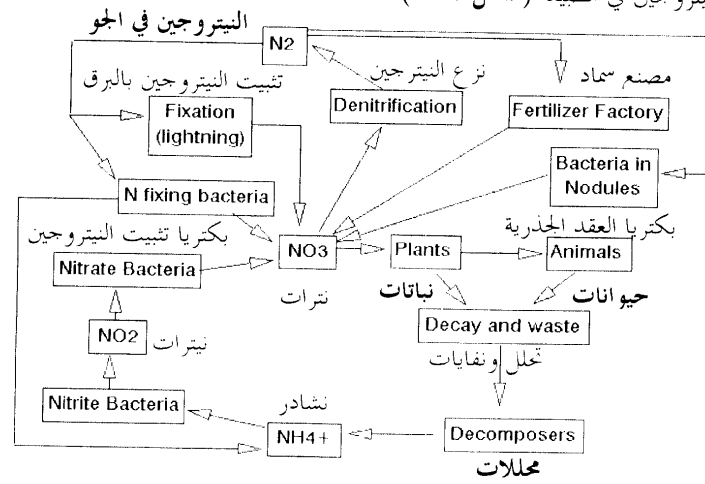 النيتروجين في الجو
N2
تثبيت النيتروجين بالبرق
نزع النيترجين
مصنع سماد
Fixation
(lightning)
Denitrification
Fertilizer Factory
Bacteria in
Nodules
N fixing bacteria
بكتريا تثبيت النيتروجين
بكتريا العقد الجذرية
NO3
Plants
Animals
Nitrate Bacteria
نترات
نباتات
حيوانات
NO2
نيترات
Decay and waste
تحلل ونفايات
Nitrite Bacteria
نشادر
NH4+
Decomposers
محللات